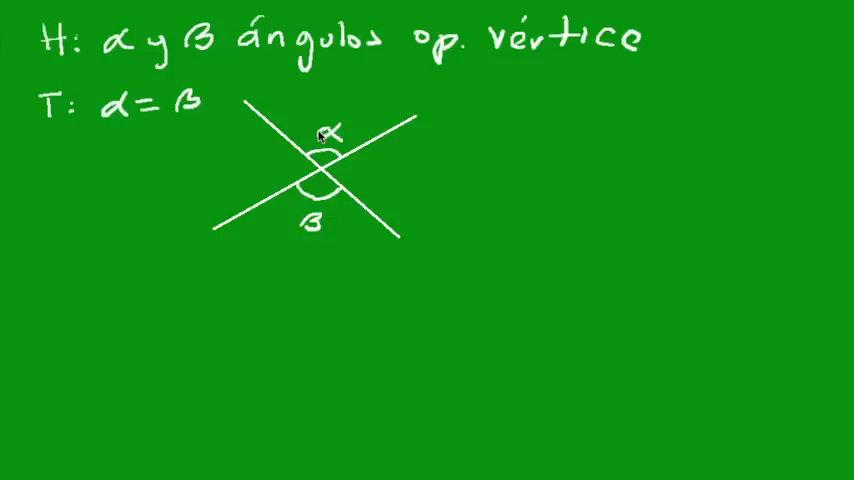 H: α y β ángulos op. vértice
T: α = β
α
β